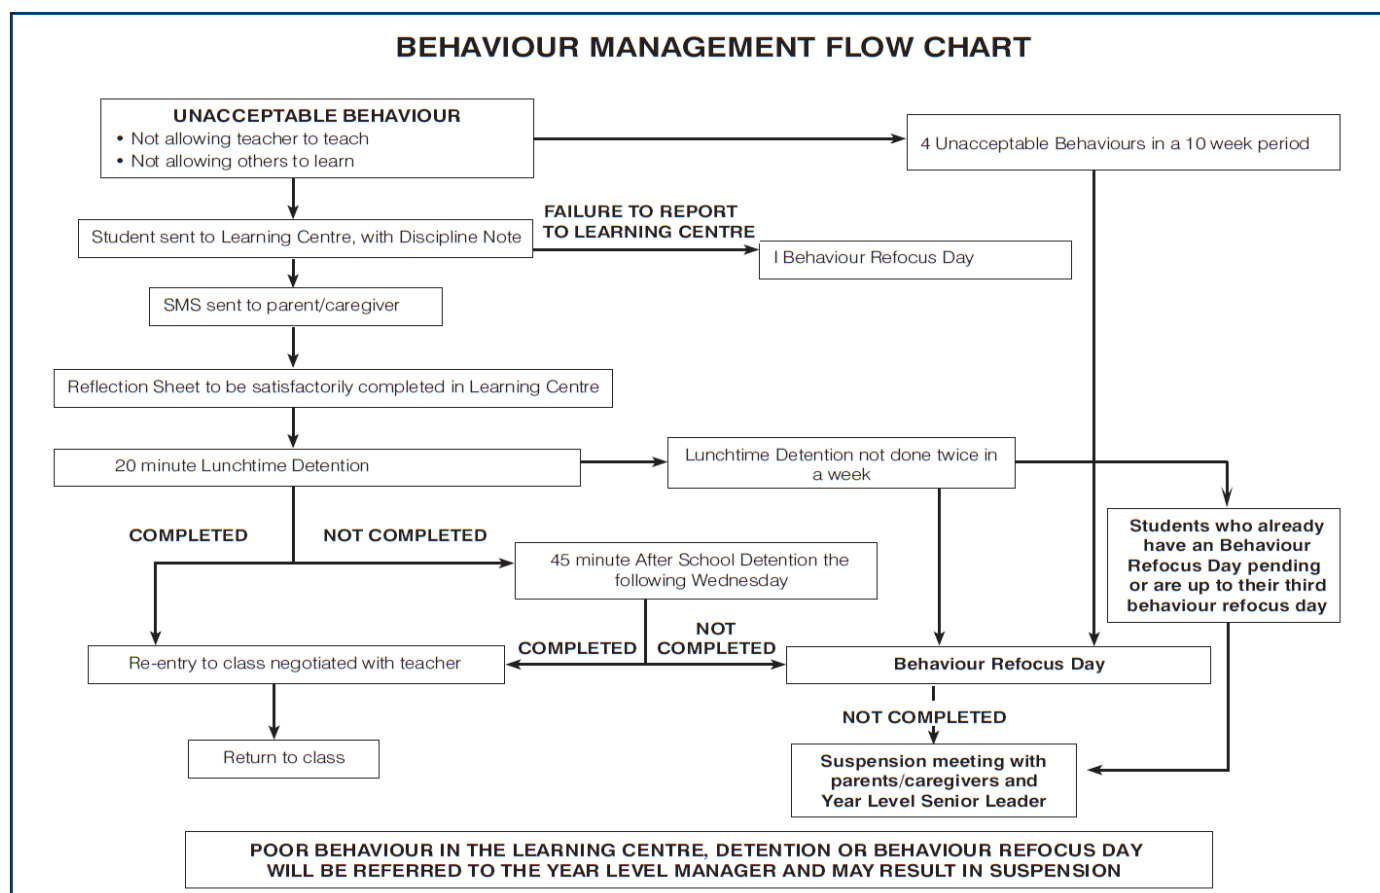 BEHAVIOUR MANAGEMENT FLOW CHART
UNACCEPTABLE BEHAVIOUR
• Not allowing teacher to teach
• Not allowing others to learn
4 Unacceptable Behaviours in a 10 week period
FAILURE TO REPORT
TO LEARNING CENTRE
Student sent to Learning Centre, with Discipline Note
I Behaviour Refocus Day
SMS sent to parent/caregiver
Reflection Sheet to be satisfactorily completed in Learning Centre
20 minute Lunchtime Detention
Lunchtime Detention not done twice in
a week
COMPLETED
NOT COMPLETED
45 minute After School Detention the
following Wednesday
Students who already
have an Behaviour
Refocus Day pending
or are up to their third
behaviour refocus day
COMPLETED
NOT
COMPLETED
Re-entry to class negotiated with teacher
Behaviour Refocus Day
NOT COMPLETED
Return to class
Suspension meeting with
parents/caregivers and
Year Level Senior Leader
POOR BEHAVIOUR IN THE LEARNING CENTRE, DETENTION OR BEHAVIOUR REFOCUS DAY
WILL BE REFERRED TO THE YEAR LEVEL MANAGER AND MAY RESULT IN SUSPENSION